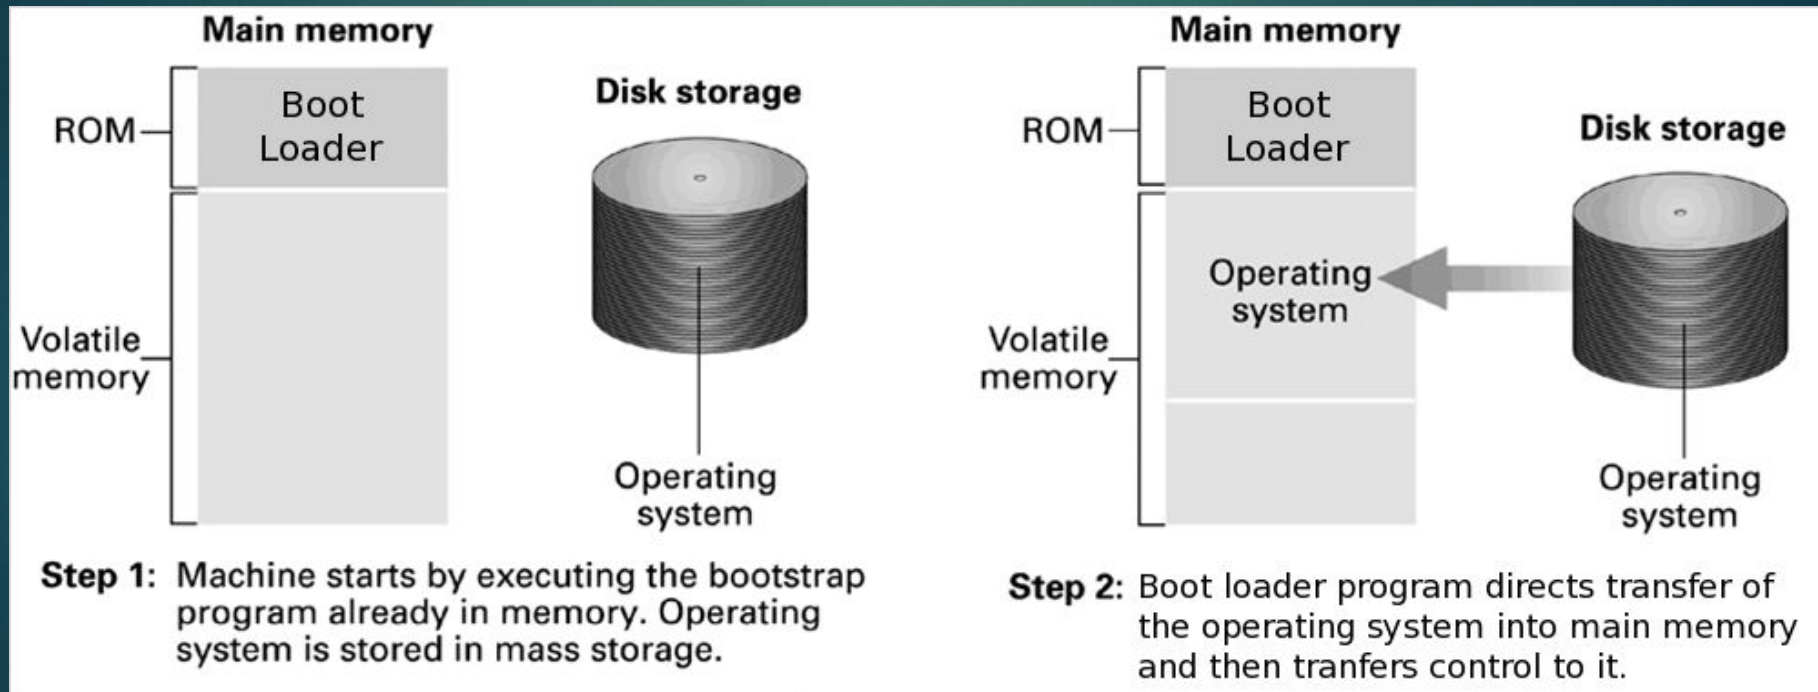 Main memory
ROM
Boot
Loader
Disk storage
Volatile
memory
Operating
system
Step 1: Machine starts by executing the bootstrap
program already in memory. Operating
system is stored in mass storage.
Main memory
ROM
Boot
Loader
Disk storage
Operating
system
Volatile
memory
Operating
system
Step 2: Boot loader program directs transfer of
the operating system into main memory
and then tranfers control to it.